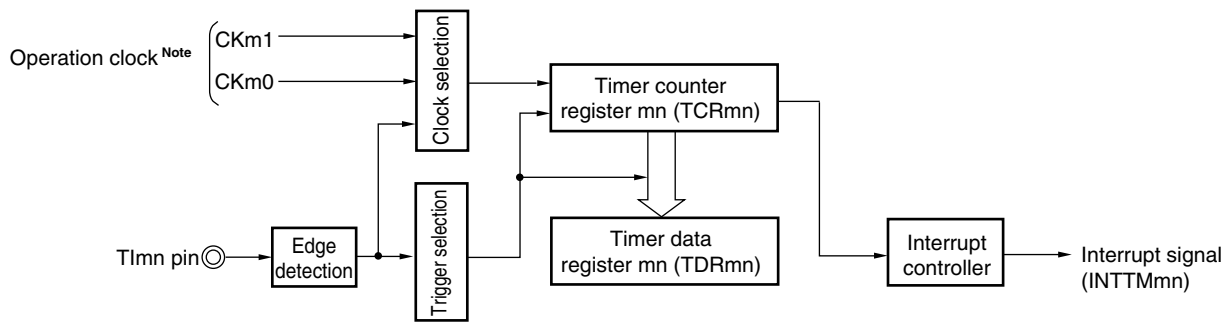 Operation clock Note
CKm1
CKm0
Clock selection
Timer counter
register mn (TCRmn)
TImn pin
Edge
detection
Trigger selection
Timer data
register mn (TDRmn)
Interrupt
controller
Interrupt signal
(INTTMmn)